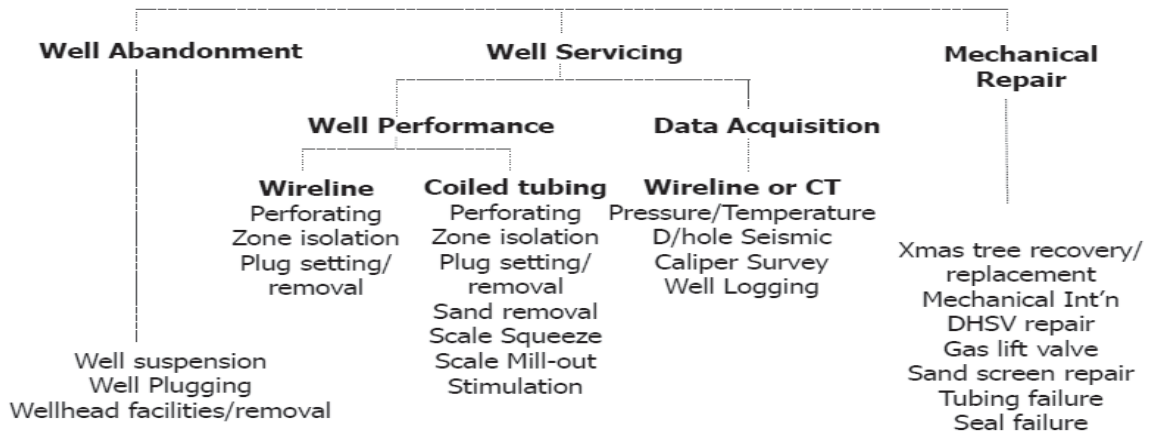 Well Abandonment
Well Servicing
Mechanical
Repair
Well Performance
Data Acquisition
Wireline
Perforating
Zone isolation
Plug setting/
removal
Coiled tubing
Perforating
Zone isolation
Plug setting/
removal
Sand removal
Scale Squeeze
Scale Mill-out
Stimulation
Wireline or CT
Pressure/Temperature
D/hole Seismic
Caliper Survey
Well Logging
Well suspension
Well Plugging
Wellhead facilities/removal
Xmas tree recovery/
replacement
Mechanical Int'n
DHSV repair
Gas lift valve
Sand screen repair
Tubing failure
Seal failure